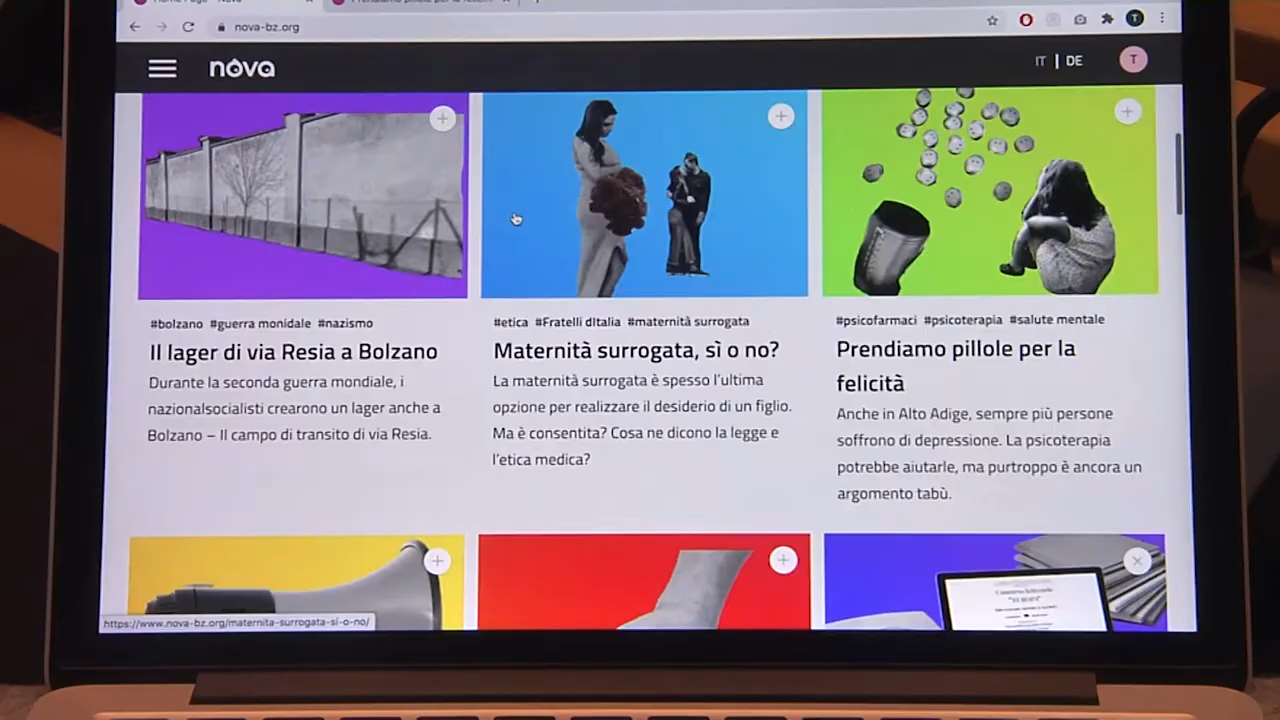 nova-bz.org
T
nova
IT | DE
T
#bolzano #guerra monidale #nazismo
Il lager di via Resia a Bolzano
Durante la seconda guerra mondiale, i
nazionalsocialisti crearono un lager anche a
Bolzano – Il campo di transito di via Resia.
#etica #Fratelli dItalia #maternità surrogata
Maternità surrogata, sì o no?
La maternità surrogata è spesso l'ultima
opzione per realizzare il desiderio di un figlio.
Ma è consentita? Cosa ne dicono la legge e
l'etica medica?
#psicofarmaci #psicoterapia #salute mentale
Prendiamo pillole per la
felicità
Anche in Alto Adige, sempre più persone
soffrono di depressione. La psicoterapia
potrebbe aiutarle, ma purtroppo è ancora un
argomento tabù.
https://www.nova-bz.org/maternita-surrogata-si-o-no/